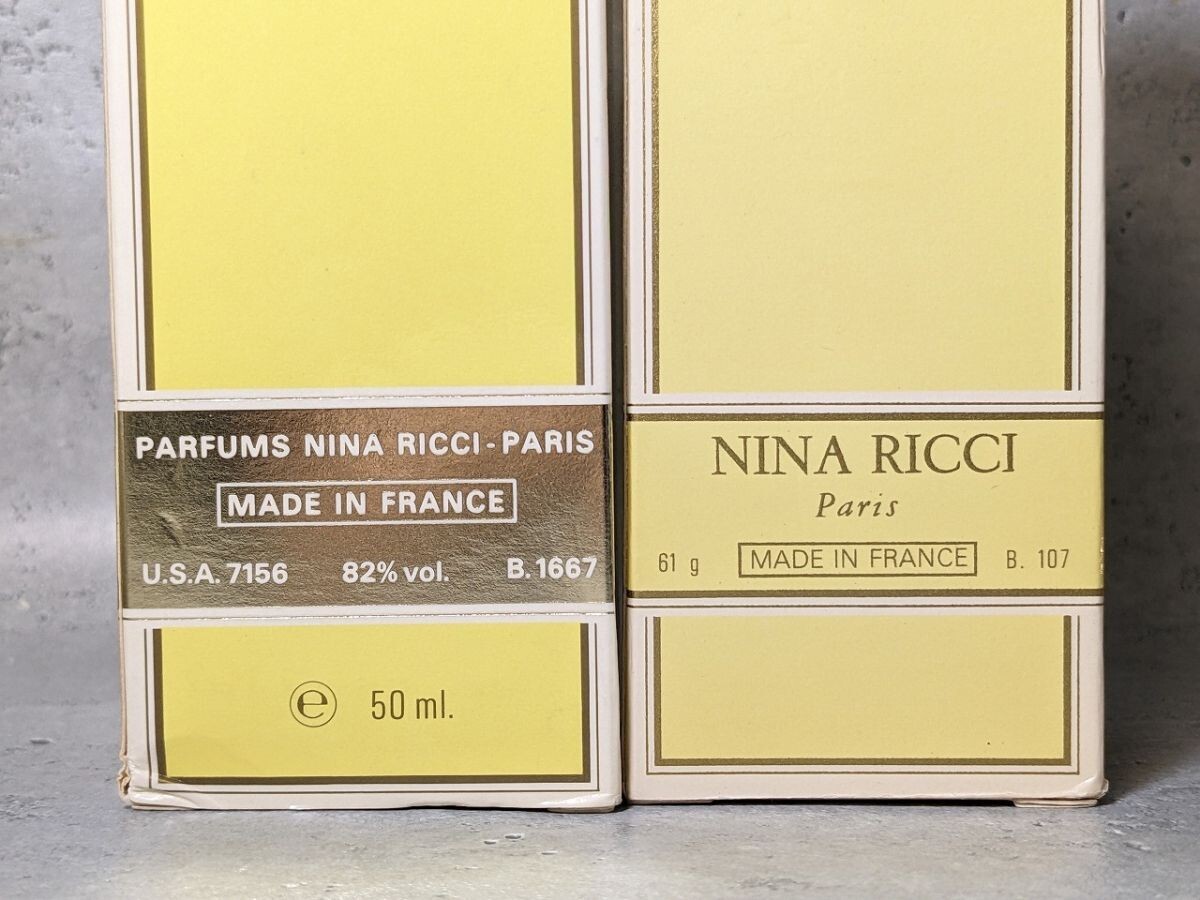 PARFUMS NINA RICCI - PARIS
MADE IN FRANCE
U.S.A. 7156 82% vol. B. 1667
e 50 ml.
NINA RICCI
Paris
61 g MADE IN FRANCE B. 107